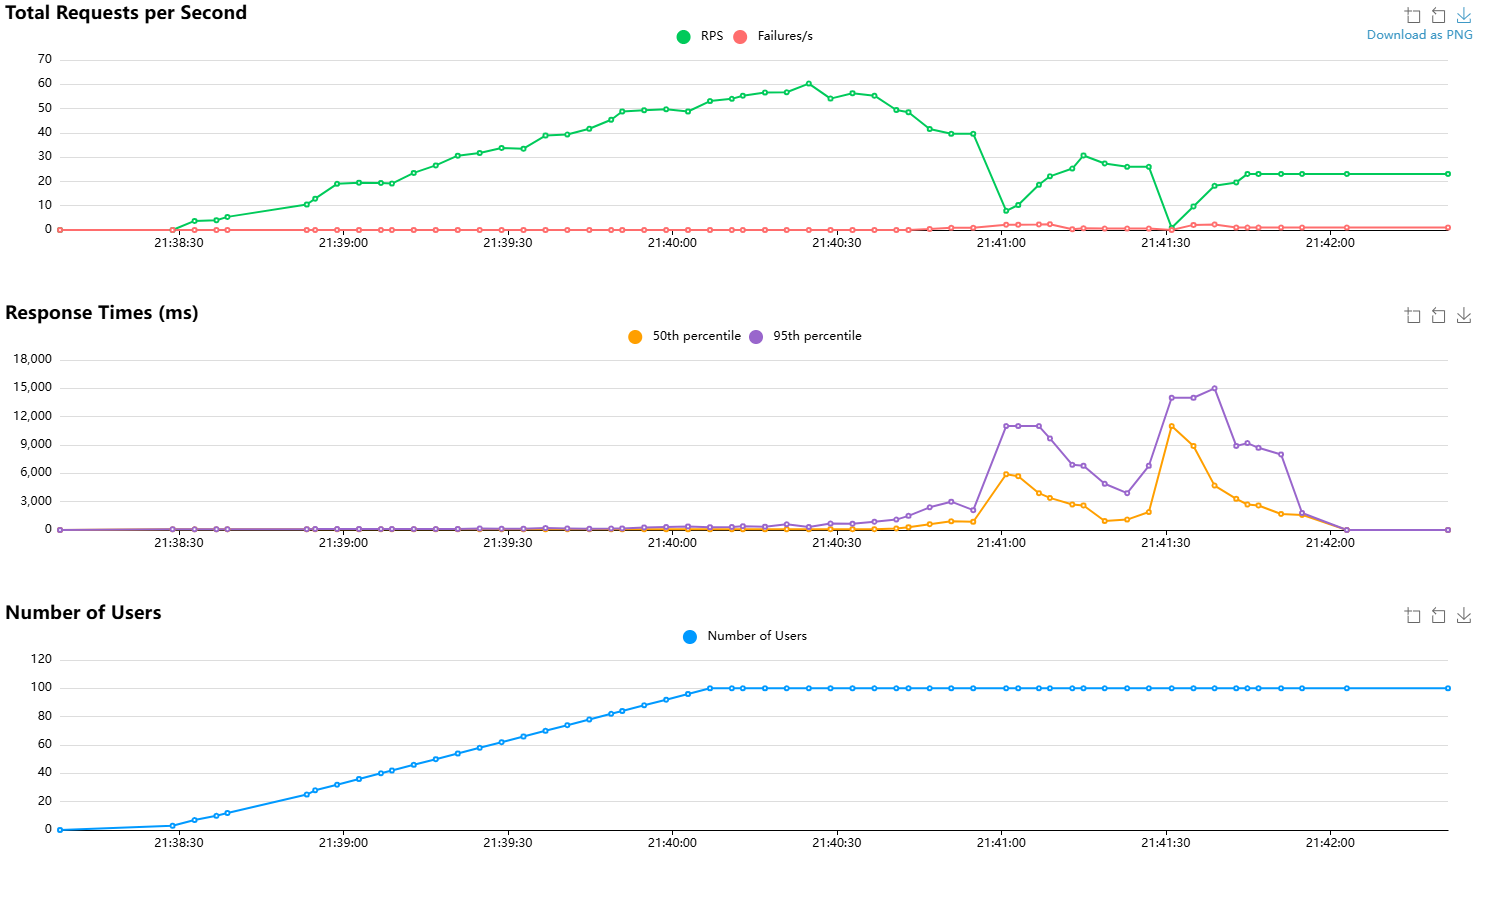 Total Requests per Second
Download as PNG
RPS Failures/s
70
60
50
40
30
20
10
0
21:38:30 21:39:00 21:39:30 21:40:00 21:40:30 21:41:00 21:41:30 21:42:00
Response Times (ms)
50th percentile 95th percentile
18,000
15,000
12,000
9,000
6,000
3,000
0
21:38:30 21:39:00 21:39:30 21:40:00 21:40:30 21:41:00 21:41:30 21:42:00
Number of Users
Number of Users
120
100
80
60
40
20
0
21:38:30 21:39:00 21:39:30 21:40:00 21:40:30 21:41:00 21:41:30 21:42:00